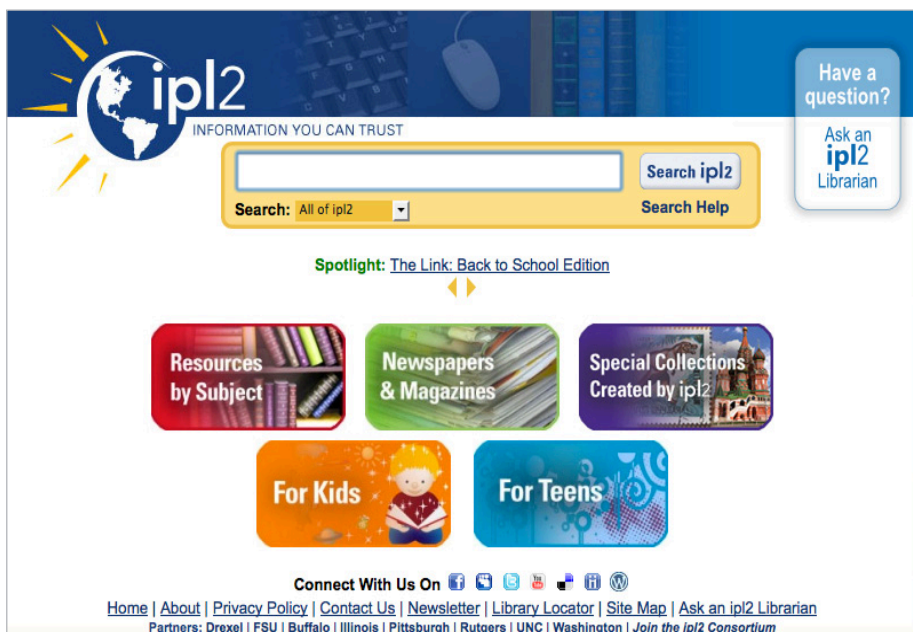 ipl2
INFORMATION YOU CAN TRUST
Have a
question?
Ask an
ipl2
Librarian
Search ipl2
Search: All of ipl2
Search Help
Spotlight: The Link: Back to School Edition
Resources
by Subject
Newspapers
& Magazines
Special Collections
Created by ipl2
For Kids
For Teens
Connect With Us On
Home | About | Privacy Policy | Contact Us | Newsletter | Library Locator | Site Map | Ask an ipl2 Librarian
Partners: Drexel | FSU | Buffalo | Illinois | Pittsburgh | Rutgers | UNC | Washington | Join the ipl2 Consortium